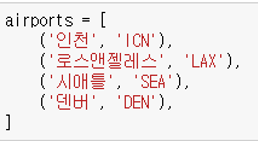 airports = [
    ('인천', 'ICN'),
    ('로스앤젤레스', 'LAX'),
    ('시애틀', 'SEA'),
    ('덴버', 'DEN'),
]